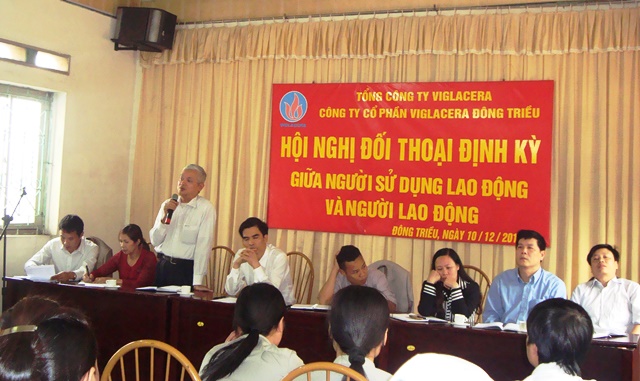 TỔNG CÔNG TY VIGLACERA
CÔNG TY CỔ PHẦN VIGLACERA ĐÔNG TRIỀU
HỘI NGHỊ ĐỐI THOẠI ĐỊNH KỲ
GIỮA NGƯỜI SỬ DỤNG LAO ĐỘNG
VÀ NGƯỜI LAO ĐỘNG
ĐÔNG TRIỀU, NGÀY 10/12/201
VIGLACERA